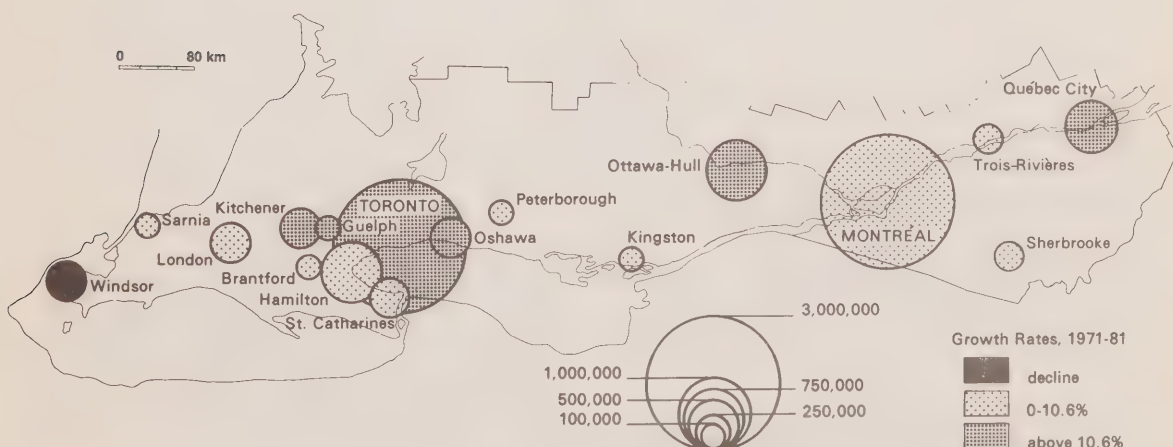 0 80 km
Québec City
Ottawa-Hull
Trois-Rivières
TORONTO
Peterborough
Sarnia
Kitchener
Guelph
Oshawa
Kingston
MONTRÉAL
Sherbrooke
London
Brantford
Windsor
Hamilton
St. Catharines
3,000,000
1,000,000
750,000
500,000
250,000
100,000
Growth Rates, 1971-81
decline
0-10.6%
above 10.6%